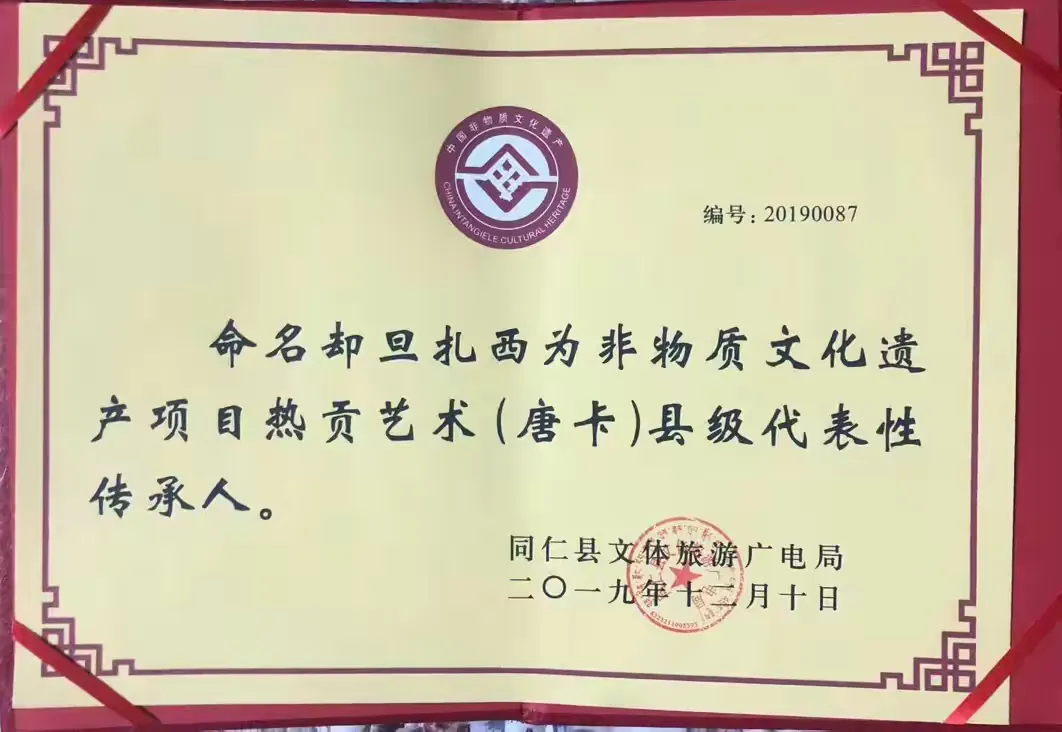 中国非物质文化遗产
CHINA INTANGIELE CULTURAL HERITAGE
编号：20190087
命名却旦扎西为非物质文化遗
产项目热贡艺术（唐卡）县级代表性
传承人。
同仁县文体旅游广电局
二〇一九年十二月十日